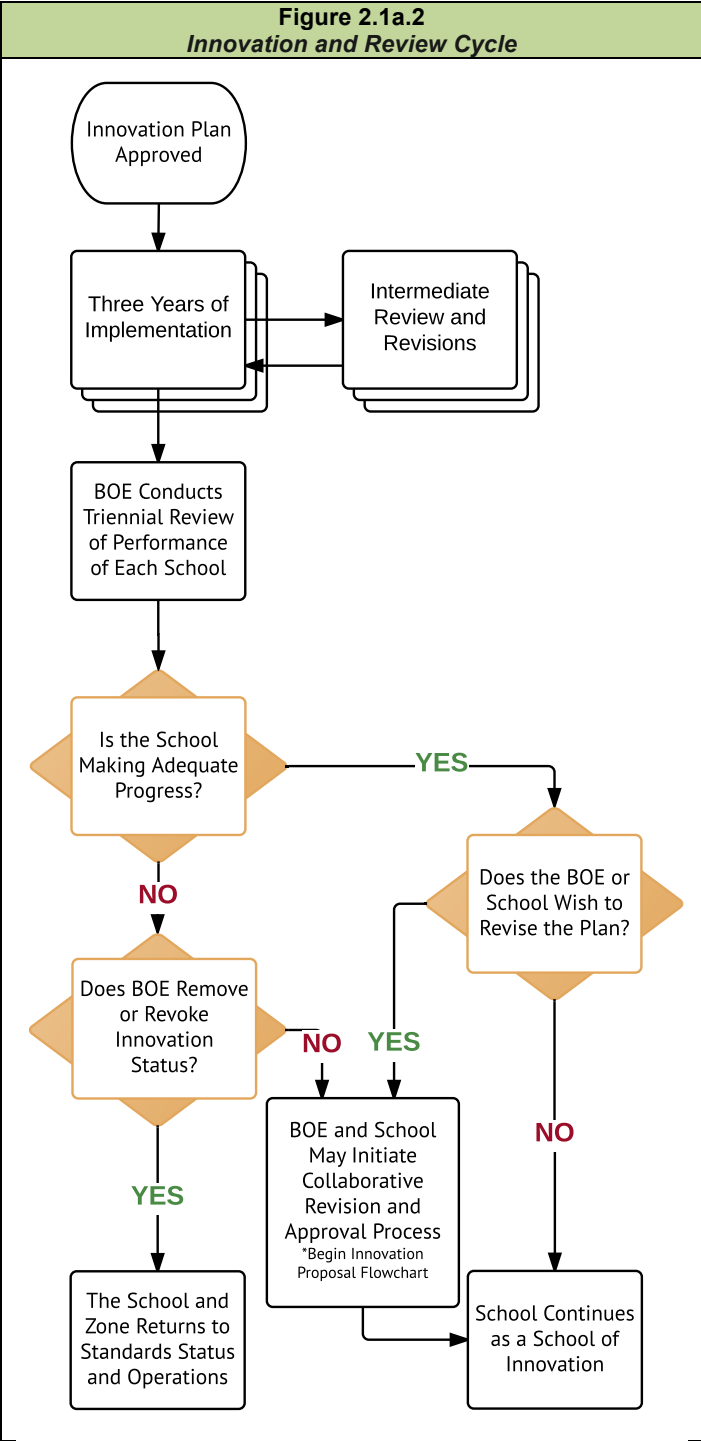 Figure 2.1a.2
Innovation and Review Cycle
Innovation Plan
Approved
Three Years of
Implementation
Intermediate
Review and
Revisions
BOE Conducts
Triennial Review
of Performance
of Each School
Is the School
Making Adequate
Progress?
YES
NO
Does the BOE or
School Wish to
Revise the Plan?
Does BOE Remove
or Revoke
Innovation
Status?
NO
YES
BOE and School
May Initiate
Collaborative
Revision and
Approval Process
*Begin Innovation
Proposal Flowchart
NO
YES
The School and
Zone Returns to
Standards Status
and Operations
School Continues
as a School of
Innovation